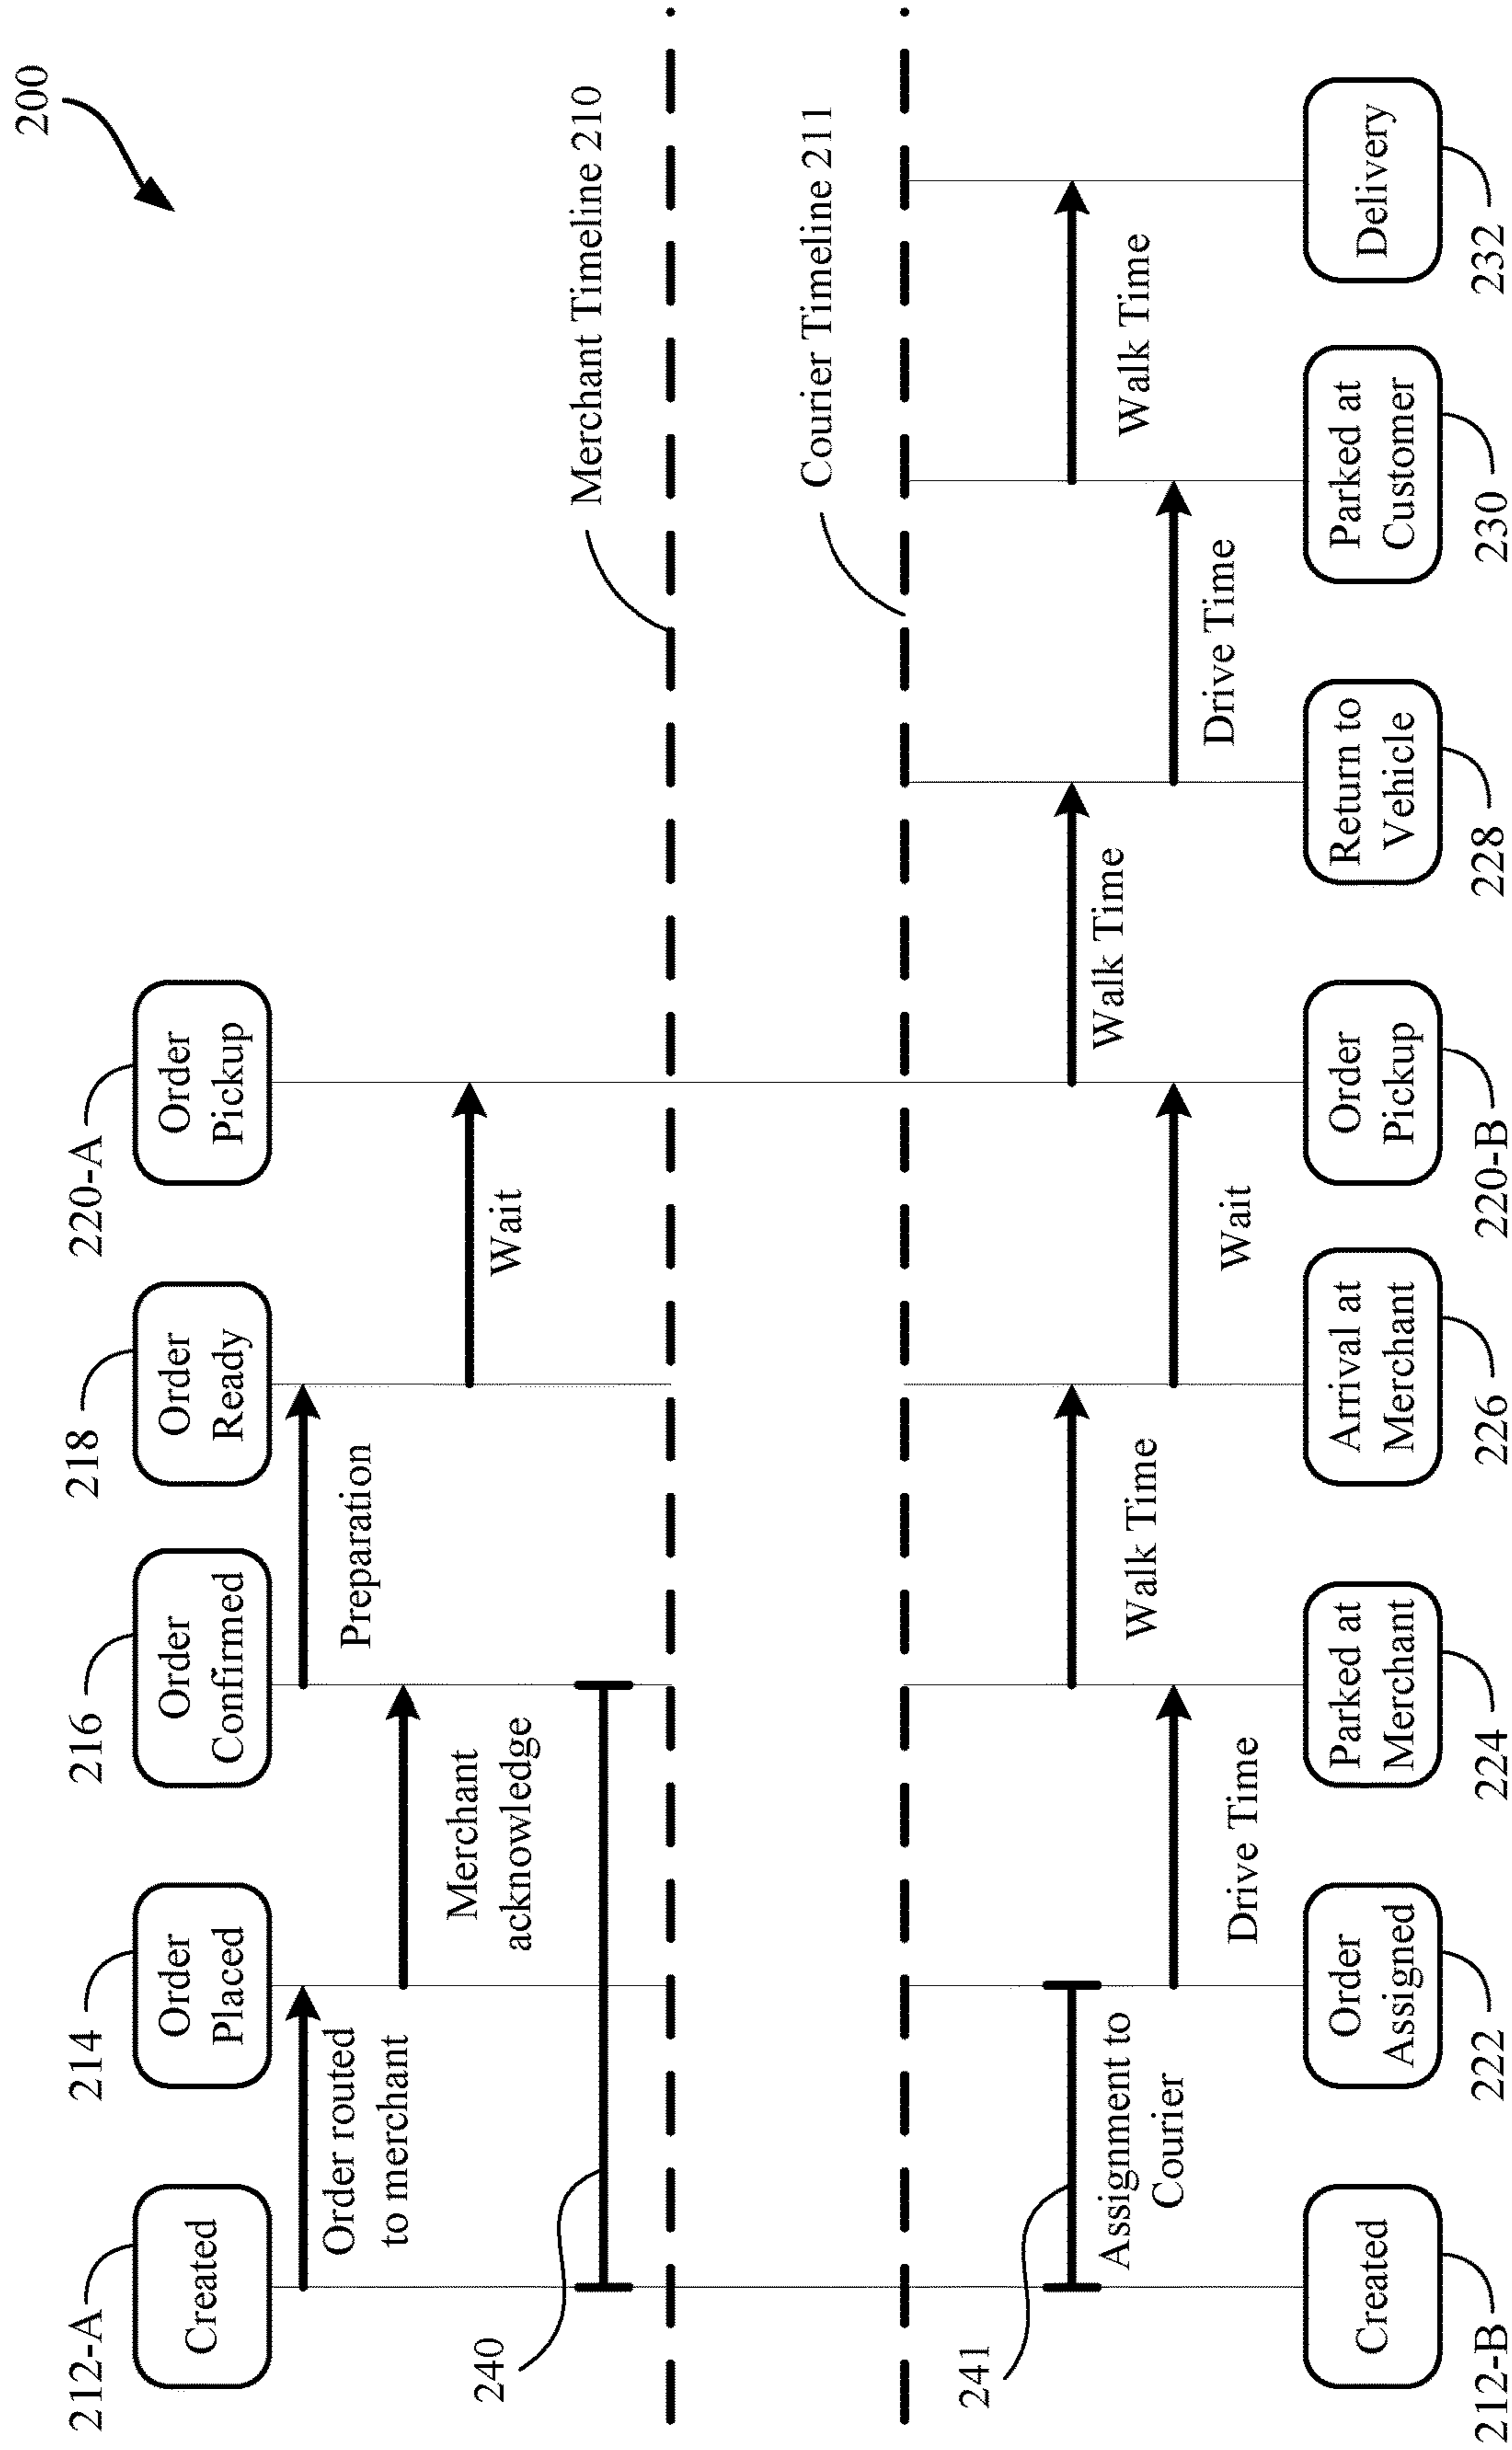 200
212-A
214
216
218
220-A
Created
Order
Placed
Order
Confirmed
Order
Ready
Order
Pickup
Order routed
to merchant
Merchant
acknowledge
Preparation
Wait
240
Merchant Timeline 210
Courier Timeline 211
241
Assignment to
Courier
Drive Time
Walk Time
Wait
Walk Time
Drive Time
Walk Time
Created
Order
Assigned
Parked at
Merchant
Arrival at
Merchant
Order
Pickup
Return to
Vehicle
Parked at
Customer
Delivery
212-B
222
224
226
220-B
228
230
232